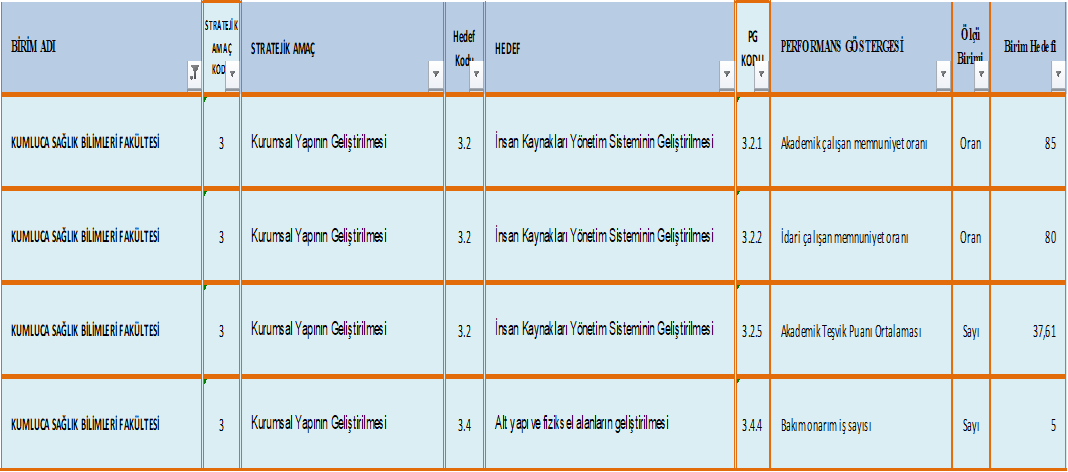 BİRİM ADI STRATEJİK AMAÇ KODU STRATEJİK AMAÇ Hedef Kodu HEDEF PG KODU PERFORMANS GÖSTERGESİ Ölçü Birimi Birim Hedefi
KUMLUCA SAĞLIK BİLİMLERİ FAKÜLTESİ 3 Kurumsal Yapının Geliştirilmesi 3.2 İnsan Kaynakları Yönetim Sisteminin Geliştirilmesi 3.2.1 Akademik çalışan memnuniyet oranı Oran 85
KUMLUCA SAĞLIK BİLİMLERİ FAKÜLTESİ 3 Kurumsal Yapının Geliştirilmesi 3.2 İnsan Kaynakları Yönetim Sisteminin Geliştirilmesi 3.2.2 İdari çalışan memnuniyet oranı Oran 80
KUMLUCA SAĞLIK BİLİMLERİ FAKÜLTESİ 3 Kurumsal Yapının Geliştirilmesi 3.2 İnsan Kaynakları Yönetim Sisteminin Geliştirilmesi 3.2.5 Akademik Teşvik Puanı Ortalaması Sayı 37,61
KUMLUCA SAĞLIK BİLİMLERİ FAKÜLTESİ 3 Kurumsal Yapının Geliştirilmesi 3.4 Alt yapı ve fiziksel alanların geliştirilmesi 3.4.4 Bakım onarım iş sayısı Sayı 5